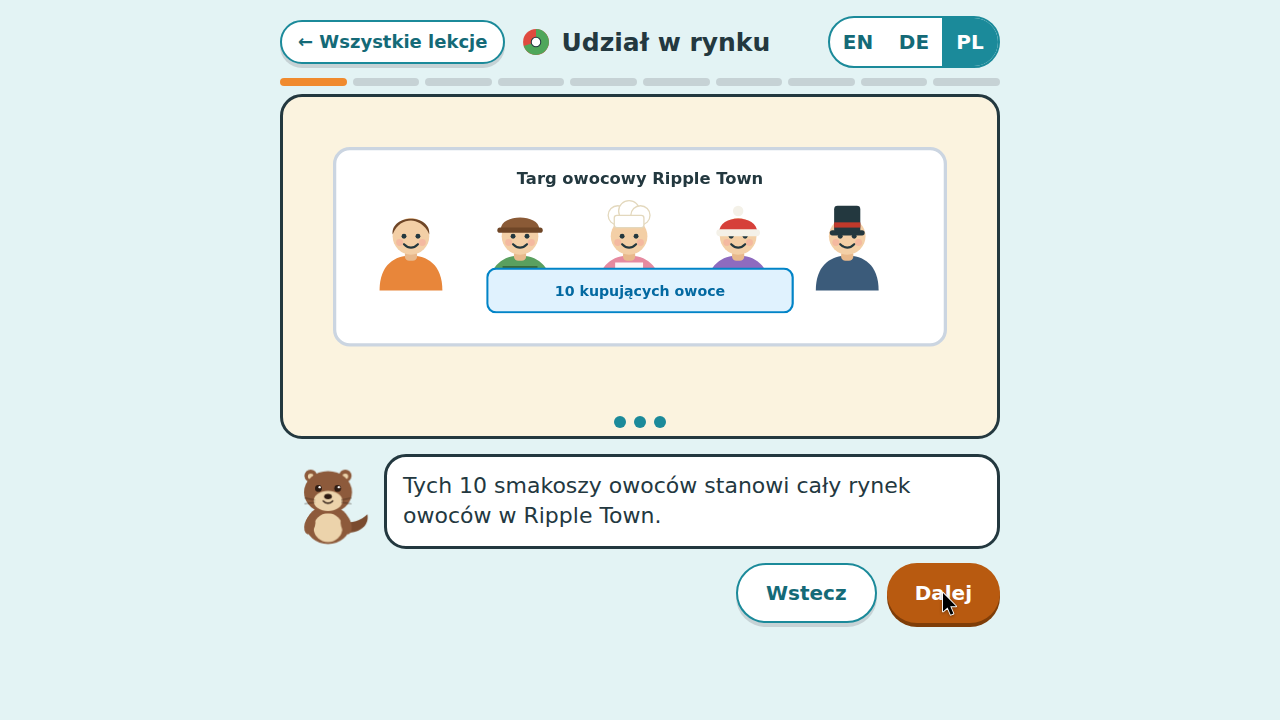 ← Wszystkie lekcje
Udział w rynku
EN DE PL
Targ owocowy Ripple Town
10 kupujących owoce
Tych 10 smakoszy owoców stanowi cały rynek
owoców w Ripple Town.
Wstecz
Dalej